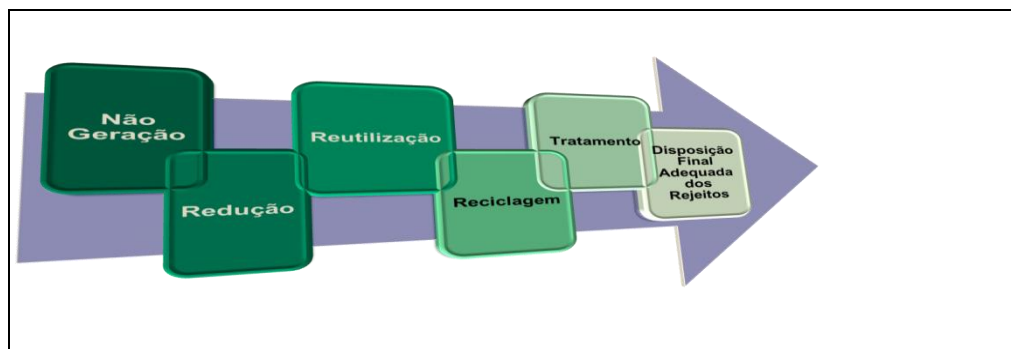 Não
Geração
Redução
Reutilização
Reciclagem
Tratamento
Disposição
Final
Adequada
dos
Rejeitos